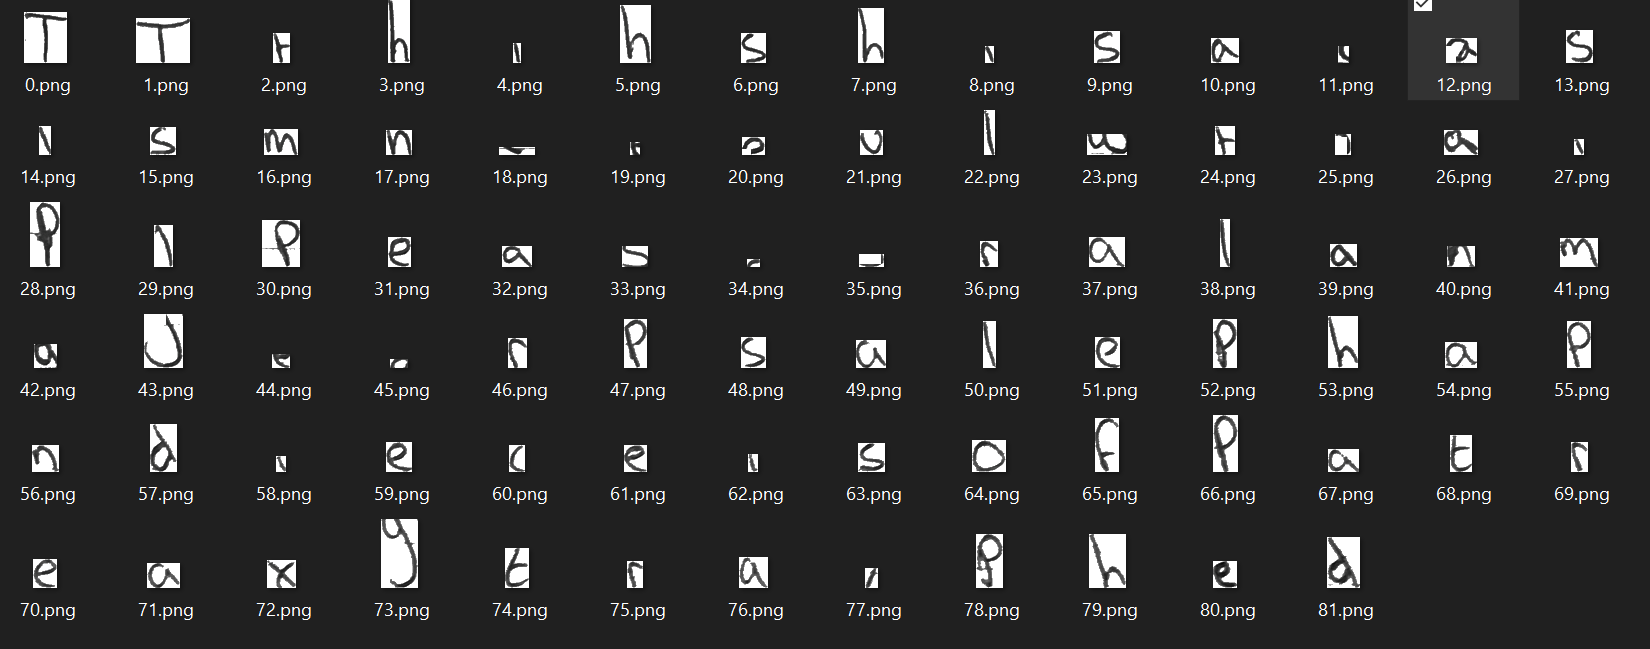 T T r h ı h s h ı s a ı a s
0.png 1.png 2.png 3.png 4.png 5.png 6.png 7.png 8.png 9.png 10.png 11.png 12.png 13.png
ı s m n υ l u r a
14.png 15.png 16.png 17.png 18.png 19.png 20.png 21.png 22.png 23.png 24.png 25.png 26.png 27.png
P l P e a s r a l a n m
28.png 29.png 30.png 31.png 32.png 33.png 34.png 35.png 36.png 37.png 38.png 39.png 40.png 41.png
a J r P s a l e P h a P
42.png 43.png 44.png 45.png 46.png 47.png 48.png 49.png 50.png 51.png 52.png 53.png 54.png 55.png
n d e c e s o f P a t r
56.png 57.png 58.png 59.png 60.png 61.png 62.png 63.png 64.png 65.png 66.png 67.png 68.png 69.png
e a x y t r a P h e d
70.png 71.png 72.png 73.png 74.png 75.png 76.png 77.png 78.png 79.png 80.png 81.png